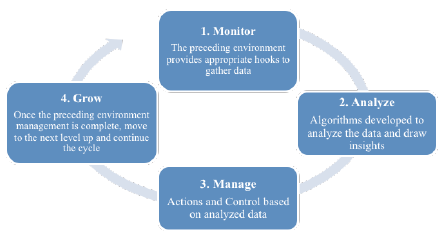 1. Monitor
The preceding environment
provides appropriate hooks to
gather data
2. Analyze
Algorithms developed to
analyze the data and draw
insights
3. Manage
Actions and Control based
on analyzed data
4. Grow
Once the preceding environment
management is complete, move
to the next level up and continue
the cycle